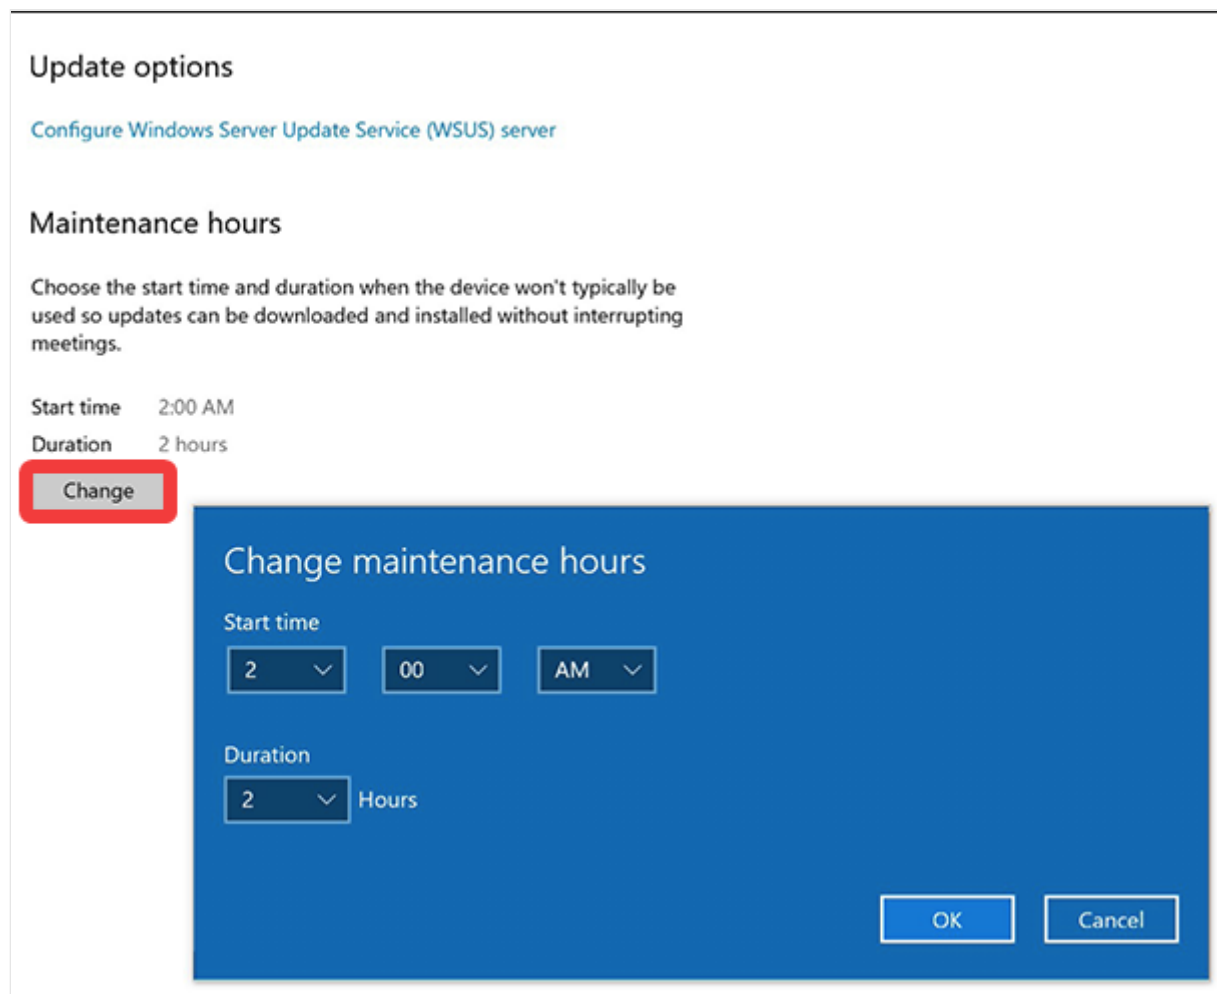 Update options
Configure Windows Server Update Service (WSUS) server
Maintenance hours
Choose the start time and duration when the device won't typically be
used so updates can be downloaded and installed without interrupting
meetings.
Start time 2:00 AM
Duration 2 hours
Change
Change maintenance hours
Start time
2 00 AM
Duration
2 Hours
OK Cancel